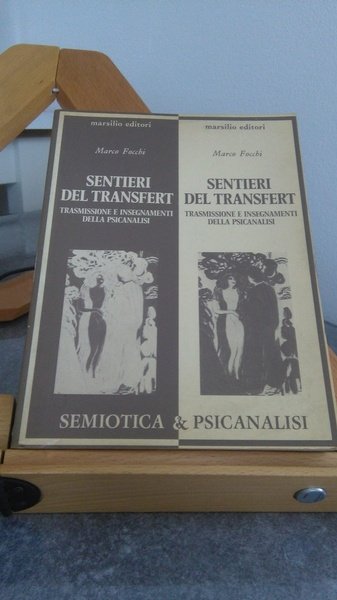 marsilio editori
Marco Focchi
SENTIERI
DEL TRANSFERT
TRASMISSIONE E INSEGNAMENTI
DELLA PSICANALISI
marsilio editori
Marco Focchi
SENTIERI
DEL TRANSFERT
TRASMISSIONE E INSEGNAMENTI
DELLA PSICANALISI
SEMIOTICA & PSICANALISI